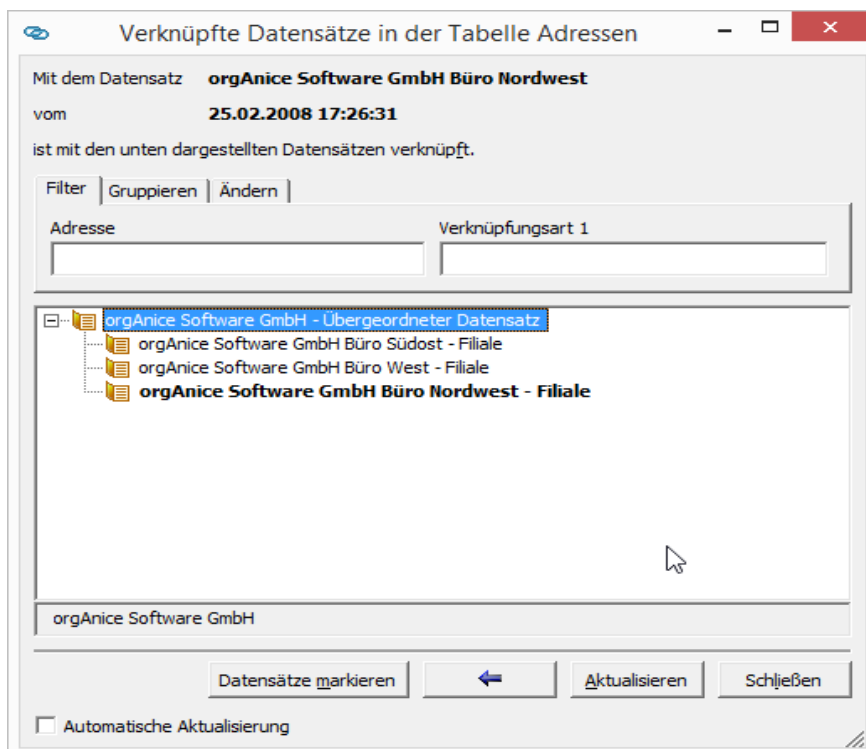 Verknüpfte Datensätze in der Tabelle Adressen
Mit dem Datensatz orgAnice Software GmbH Büro Nordwest
vom 25.02.2008 17:26:31
ist mit den unten dargestellten Datensätzen verknüpft.
Filter Gruppieren Ändern
Adresse Verknüpfungsart 1
orgAnice Software GmbH - Übergeordneter Datensatz
orgAnice Software GmbH Büro Südost - Filiale
orgAnice Software GmbH Büro West - Filiale
orgAnice Software GmbH Büro Nordwest - Filiale
orgAnice Software GmbH
Datensätze markieren Aktualisieren Schließen
Automatische Aktualisierung